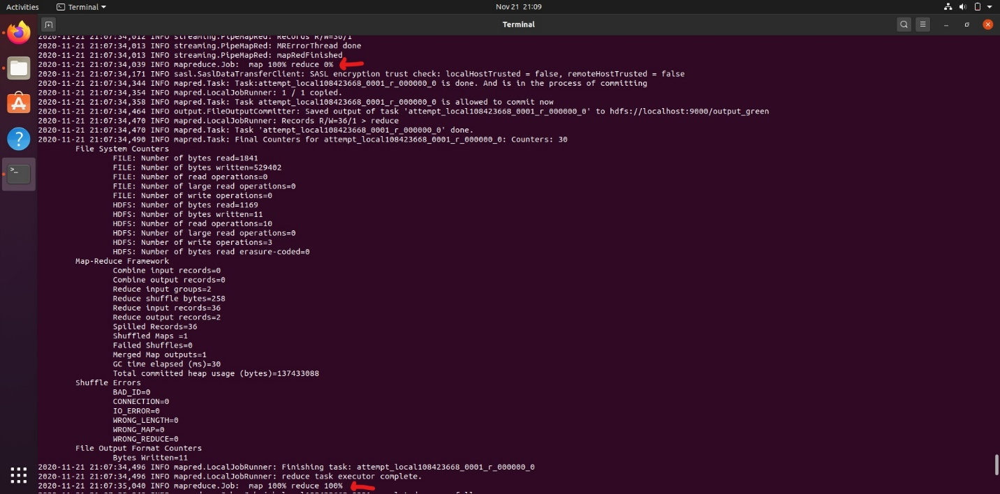 Activities
Terminal
Nov 21 21:09
Terminal
2020-11-21 21:07:34,012 INFO streaming.PipeMapRed: Records R/W=36/1
2020-11-21 21:07:34,013 INFO streaming.PipeMapRed: MRErrorThread done
2020-11-21 21:07:34,013 INFO streaming.PipeMapRed: mapRedFinished
2020-11-21 21:07:34,039 INFO mapreduce.Job:  map 100% reduce 0%
2020-11-21 21:07:34,171 INFO sasl.SaslDataTransferClient: SASL encryption trust check: localHostTrusted = false, remoteHostTrusted = false
2020-11-21 21:07:34,344 INFO mapred.Task: Task:attempt_local108423668_0001_r_000000_0 is done. And is in the process of committing
2020-11-21 21:07:34,354 INFO mapred.LocalJobRunner: 1 / 1 copied.
2020-11-21 21:07:34,358 INFO mapred.Task: Task attempt_local108423668_0001_r_000000_0 is allowed to commit now
2020-11-21 21:07:34,464 INFO output.FileOutputCommitter: Saved output of task 'attempt_local108423668_0001_r_000000_0' to hdfs://localhost:9000/output_green
2020-11-21 21:07:34,470 INFO mapred.LocalJobRunner: Records R/W=36/1 > reduce
2020-11-21 21:07:34,470 INFO mapred.Task: Task 'attempt_local108423668_0001_r_000000_0' done.
2020-11-21 21:07:34,490 INFO mapred.Task: Final Counters for attempt_local108423668_0001_r_000000_0: Counters: 30
File System Counters
FILE: Number of bytes read=1841
FILE: Number of bytes written=529402
FILE: Number of read operations=0
FILE: Number of large read operations=0
FILE: Number of write operations=0
HDFS: Number of bytes read=1169
HDFS: Number of bytes written=11
HDFS: Number of read operations=10
HDFS: Number of large read operations=0
HDFS: Number of write operations=3
HDFS: Number of bytes read erasure-coded=0
Map-Reduce Framework
Combine input records=0
Combine output records=0
Reduce input groups=2
Reduce shuffle bytes=258
Reduce input records=36
Reduce output records=2
Spilled Records=36
Shuffled Maps =1
Failed Shuffles=0
Merged Map outputs=1
GC time elapsed (ms)=30
Total committed heap usage (bytes)=137433088
Shuffle Errors
BAD_ID=0
CONNECTION=0
IO_ERROR=0
WRONG_LENGTH=0
WRONG_MAP=0
WRONG_REDUCE=0
File Output Format Counters
Bytes Written=11
2020-11-21 21:07:34,496 INFO mapred.LocalJobRunner: Finishing task: attempt_local108423668_0001_r_000000_0
2020-11-21 21:07:34,496 INFO mapred.LocalJobRunner: reduce task executor complete.
2020-11-21 21:07:35,040 INFO mapreduce.Job:  map 100% reduce 100%